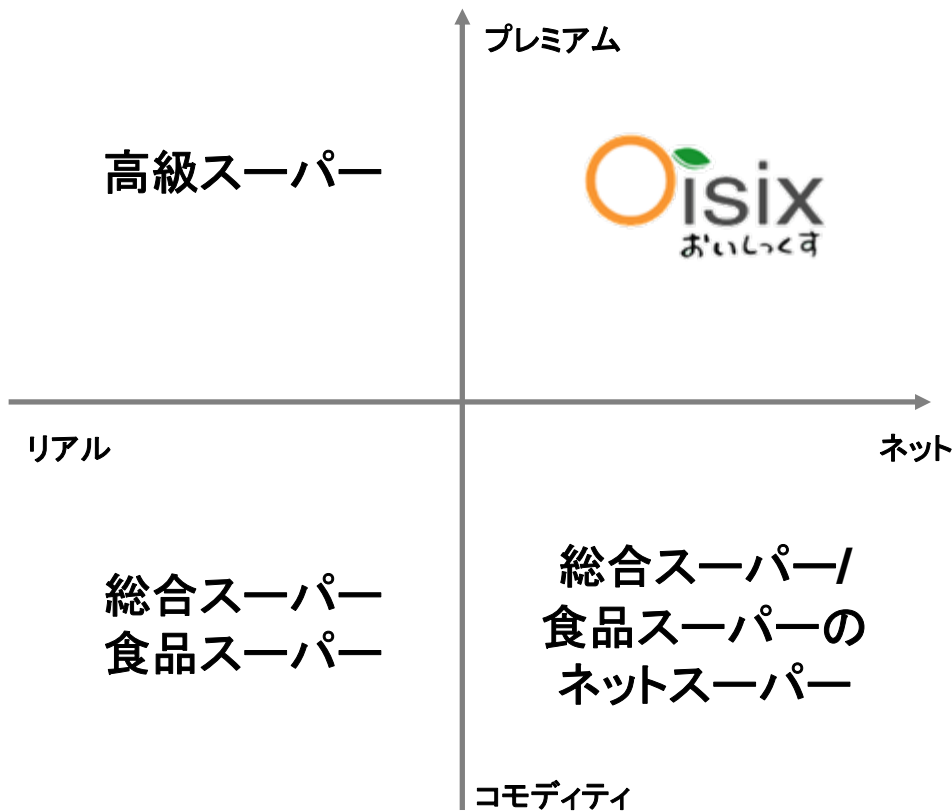 プレミアム
高級スーパー
Oisix
おいしっくす
リアル
ネット
総合スーパー
食品スーパー
総合スーパー/
食品スーパーの
ネットスーパー
コモディティ